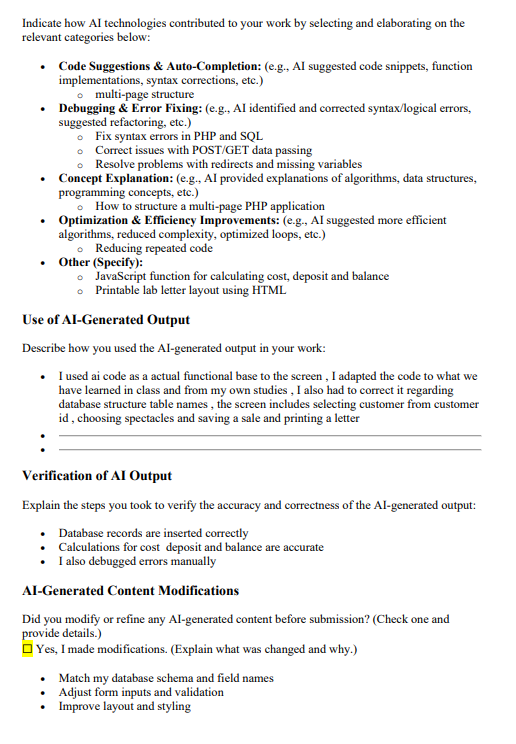 Indicate how AI technologies contributed to your work by selecting and elaborating on the
relevant categories below:
• Code Suggestions & Auto-Completion: (e.g., AI suggested code snippets, function
implementations, syntax corrections, etc.)
o multi-page structure
• Debugging & Error Fixing: (e.g., AI identified and corrected syntax/logical errors,
suggested refactoring, etc.)
o Fix syntax errors in PHP and SQL
o Correct issues with POST/GET data passing
o Resolve problems with redirects and missing variables
• Concept Explanation: (e.g., AI provided explanations of algorithms, data structures,
programming concepts, etc.)
o How to structure a multi-page PHP application
• Optimization & Efficiency Improvements: (e.g., AI suggested more efficient
algorithms, reduced complexity, optimized loops, etc.)
o Reducing repeated code
• Other (Specify):
o JavaScript function for calculating cost, deposit and balance
o Printable lab letter layout using HTML
Use of AI-Generated Output
Describe how you used the AI-generated output in your work:
• I used ai code as a actual functional base to the screen , I adapted the code to what we
have learned in class and from my own studies , I also had to correct it regarding
database structure table names , the screen includes selecting customer from customer
id , choosing spectacles and saving a sale and printing a letter
•
•
Verification of AI Output
Explain the steps you took to verify the accuracy and correctness of the AI-generated output:
• Database records are inserted correctly
• Calculations for cost  deposit and balance are accurate
• I also debugged errors manually
AI-Generated Content Modifications
Did you modify or refine any AI-generated content before submission? (Check one and
provide details.)
☐ Yes, I made modifications. (Explain what was changed and why.)
• Match my database schema and field names
• Adjust form inputs and validation
• Improve layout and styling